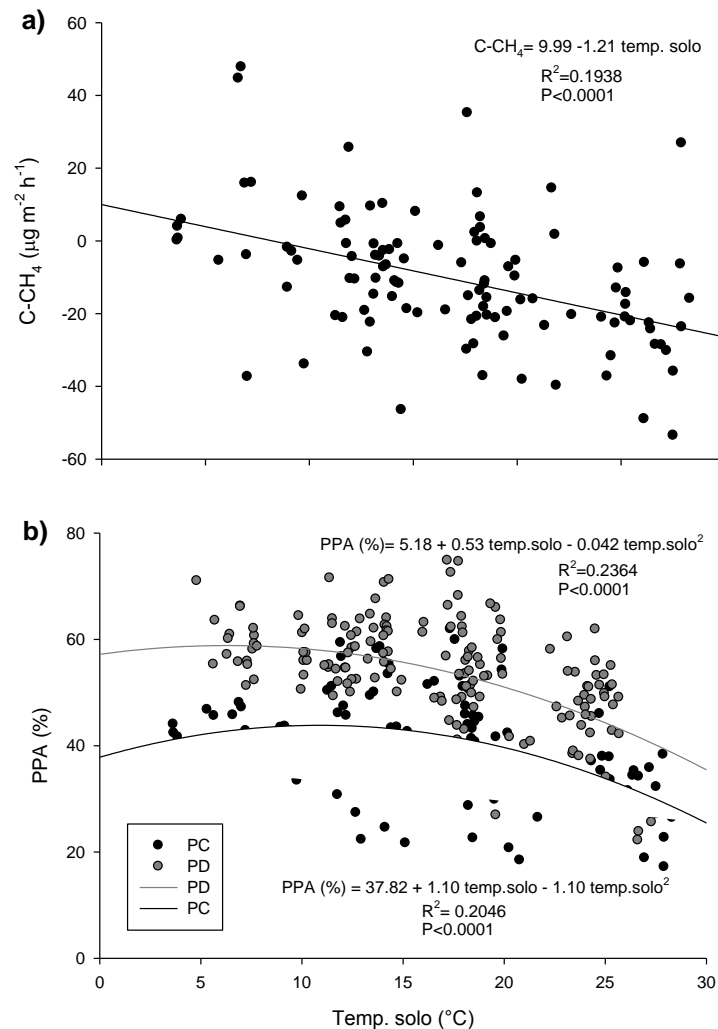 a)
C-CH₄= 9.99 -1.21 temp. solo
R²=0.1938
P<0.0001
60
40
20
0
-20
-40
-60
C-CH₄ (μg m⁻² h⁻¹)
b)
PPA (%)= 5.18 + 0.53 temp.solo - 0.042 temp.solo²
R²=0.2364
P<0.0001
80
60
40
20
0
PPA (%)
PC
PD
PD
PC
PPA (%) = 37.82 + 1.10 temp.solo - 1.10 temp.solo²
R²= 0.2046
P<0.0001
0 5 10 15 20 25 30
Temp. solo (°C)